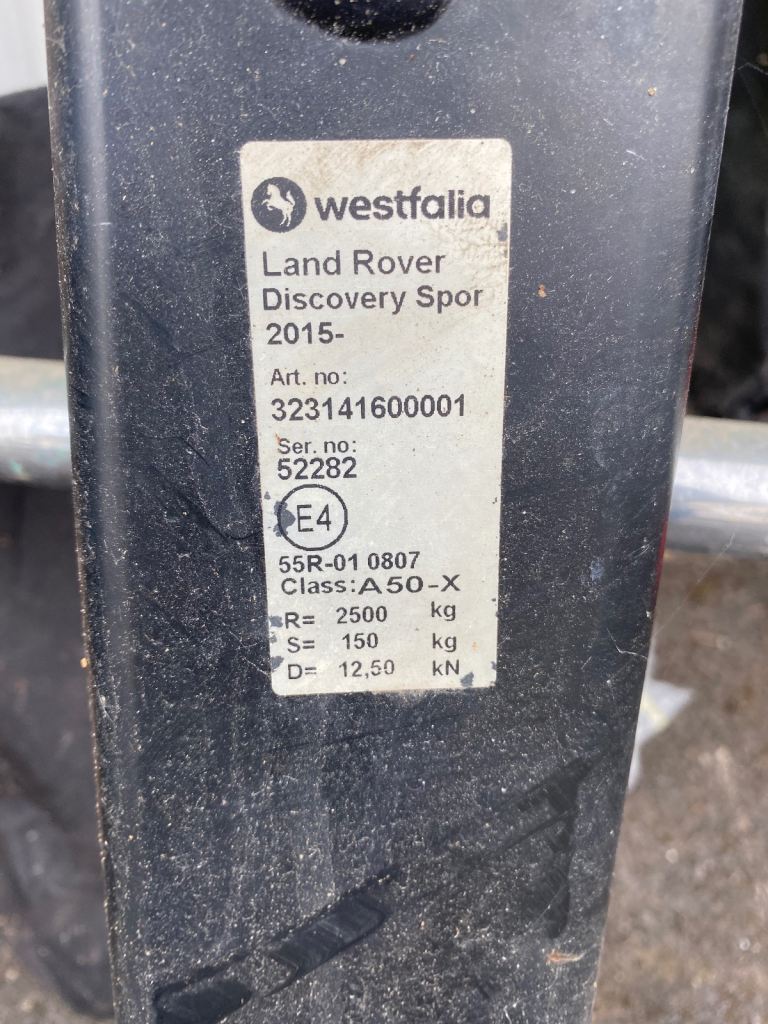 westfalia
Land Rover
Discovery Spor
2015-
Art. no:
323141600001
Ser. no:
52282
E4
55R-01 0807
Class: A50-X
R= 2500 kg
S= 150 kg
D= 12,50 kN